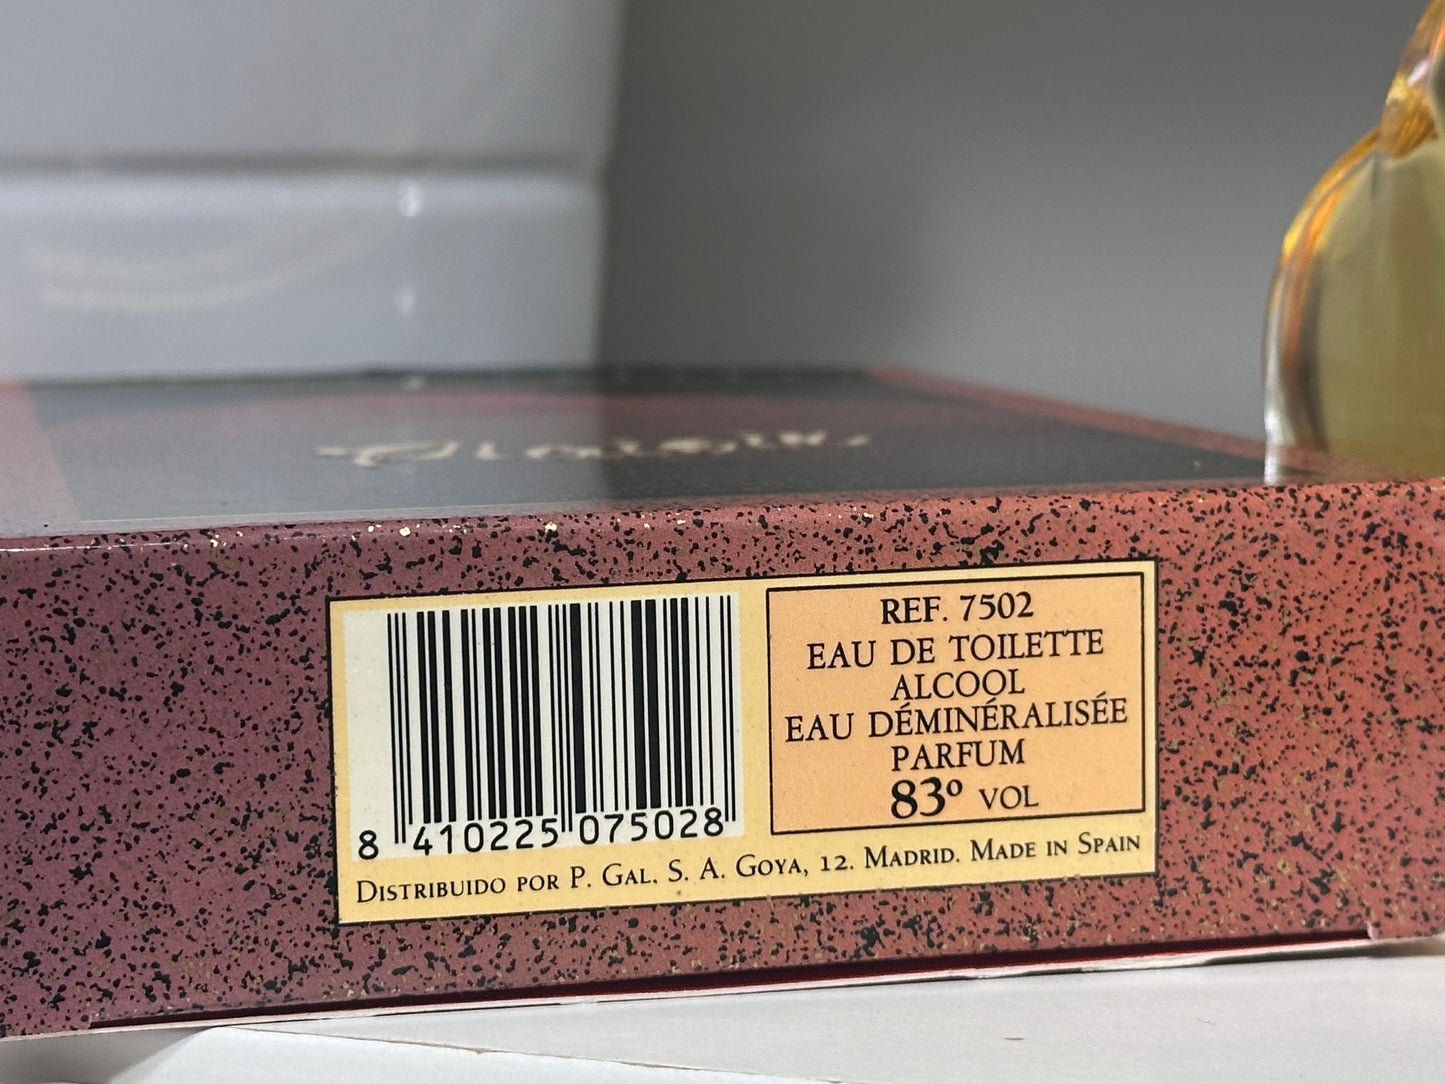 REF. 7502
EAU DE TOILETTE
ALCOOL
EAU DÉMINÉRALISÉE
PARFUM
83º VOL
8 410225 075028
DISTRIBUIDO POR P. GAL. S. A. GOYA, 12. MADRID. MADE IN SPAIN